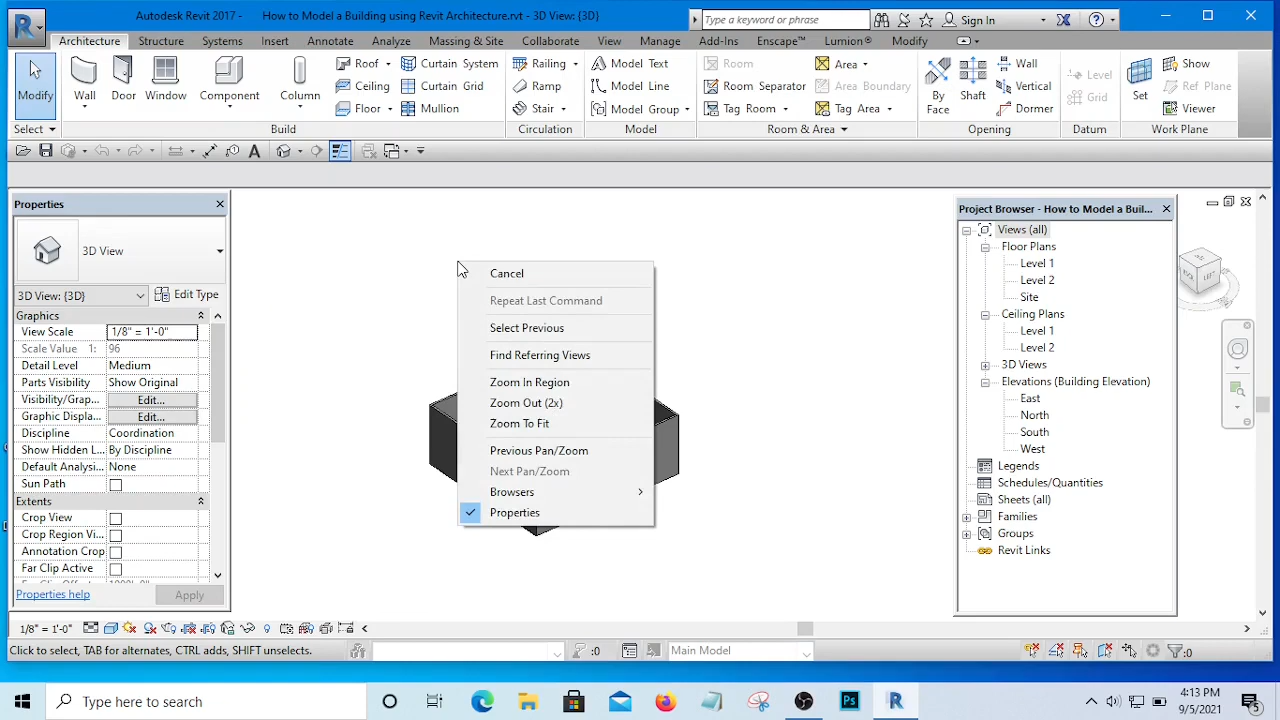 Autodesk Revit 2017 - How to Model a Building using Revit Architecture.rvt - 3D View: {3D}
Type a keyword or phrase
Sign In
Architecture Structure Systems Insert Annotate Analyze Massing & Site Collaborate View Manage Add-Ins Enscape™ Lumion® Modify
Modify
Wall
Door
Window
Component
Column
Roof
Ceiling
Floor
Curtain System
Curtain Grid
Mullion
Railing
Ramp
Stair
Model Text
Model Line
Model Group
Room
Room Separator
Tag Room
Area
Area Boundary
Tag Area
By
Face
Shaft
Wall
Vertical
Dormer
Level
Grid
Set
Show
Ref Plane
Viewer
Select
Build
Circulation
Model
Room & Area
Opening
Datum
Work Plane
Properties
3D View
3D View: {3D}
Edit Type
Graphics
View Scale 1/8" = 1'-0"
Scale Value 1: 96
Detail Level Medium
Parts Visibility Show Original
Visibility/Grap... Edit...
Graphic Displa... Edit...
Discipline Coordination
Show Hidden L... By Discipline
Default Analysi... None
Sun Path
Extents
Crop View
Crop Region Vi...
Annotation Crop
Far Clip Active
Properties help
Apply
Cancel
Repeat Last Command
Select Previous
Find Referring Views
Zoom In Region
Zoom Out (2x)
Zoom To Fit
Previous Pan/Zoom
Next Pan/Zoom
Browsers
Properties
Project Browser - How to Model a Buil...
Views (all)
Floor Plans
Level 1
Level 2
Site
Ceiling Plans
Level 1
Level 2
3D Views
Elevations (Building Elevation)
East
North
South
West
Legends
Schedules/Quantities
Sheets (all)
Families
Groups
Revit Links
LEFT
1/8" = 1'-0"
Click to select, TAB for alternates, CTRL adds, SHIFT unselects.
:0
Main Model
:0
Type here to search
Ps
R
4:13 PM
9/5/2021
5